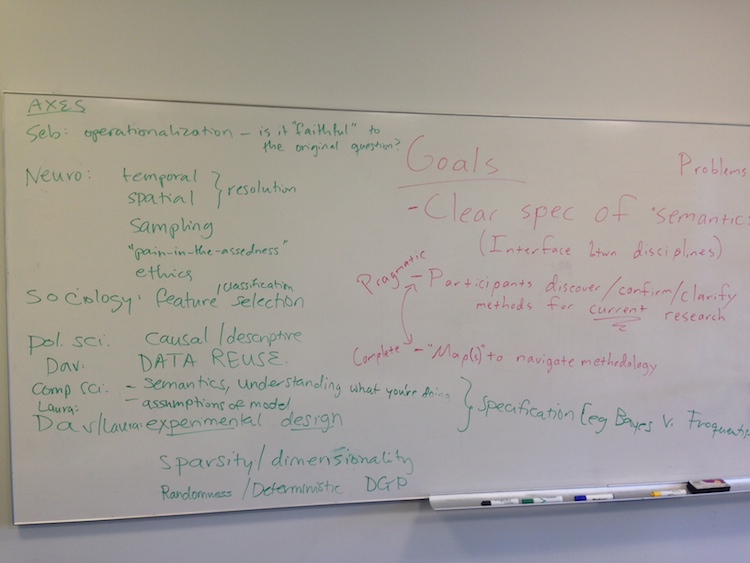 AXES
Seb: operationalization – is it "faithful" to
the original question?
Neuro: temporal
spatial } resolution
sampling
"pain-in-the-assedness"
ethics
Sociology: feature /classification selection
pol. sci: causal/descriptive
Dav: DATA REUSE.
Comp sci: – semantics, understanding what you're doing
Laura: – assumptions of model
} specification (eg Bayes v. Frequentis
Dav/Laura: experimental design
sparsity/dimensionality
Randomness/Deterministic DGP
Goals
- Clear spec of "semantics
(Interface btwn disciplines)
Pragmatic – Participants discover/confirm/clarify
methods for current research
Complete – "Map(s)" to navigate methodology
Problems